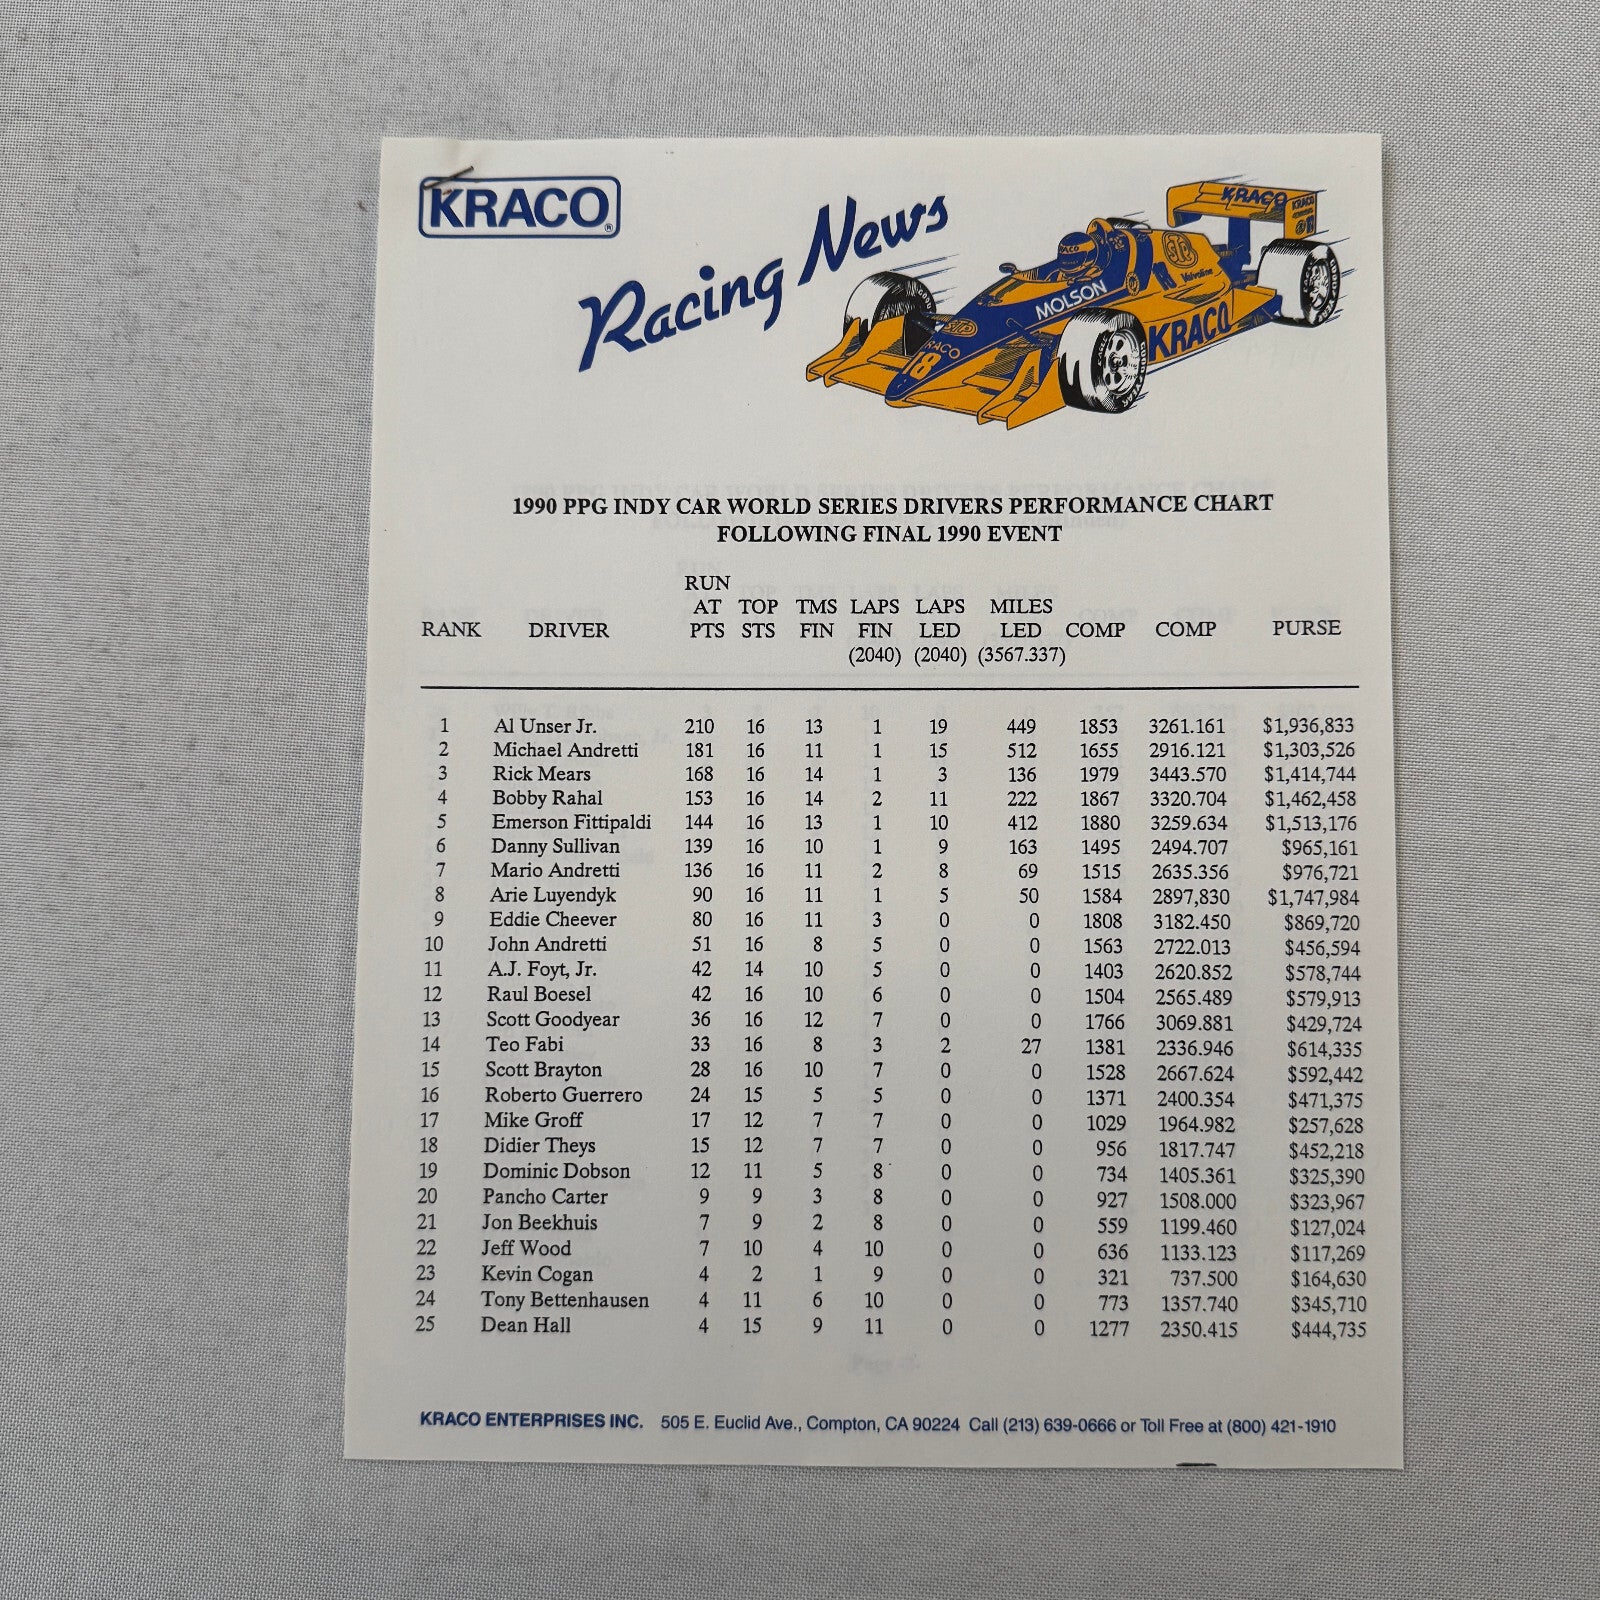 KRACO®
Racing News
KRACO
KRACO
STP
Valvoline
KRACO
MOLSON
KRACO
STP
RACO
18
1990 PPG INDY CAR WORLD SERIES DRIVERS PERFORMANCE CHART
FOLLOWING FINAL 1990 EVENT
RUN
AT TOP TMS LAPS LAPS MILES
RANK DRIVER PTS STS FIN FIN LED LED COMP COMP PURSE
(2040) (2040) (3567.337)
1 Al Unser Jr. 210 16 13 1 19 449 1853 3261.161 $1,936,833
2 Michael Andretti 181 16 11 1 15 512 1655 2916.121 $1,303,526
3 Rick Mears 168 16 14 1 3 136 1979 3443.570 $1,414,744
4 Bobby Rahal 153 16 14 2 11 222 1867 3320.704 $1,462,458
5 Emerson Fittipaldi 144 16 13 1 10 412 1880 3259.634 $1,513,176
6 Danny Sullivan 139 16 10 1 9 163 1495 2494.707 $965,161
7 Mario Andretti 136 16 11 2 8 69 1515 2635.356 $976,721
8 Arie Luyendyk 90 16 11 1 5 50 1584 2897,830 $1,747,984
9 Eddie Cheever 80 16 11 3 0 0 1808 3182.450 $869,720
10 John Andretti 51 16 8 5 0 0 1563 2722.013 $456,594
11 A.J. Foyt, Jr. 42 14 10 5 0 0 1403 2620.852 $578,744
12 Raul Boesel 42 16 10 6 0 0 1504 2565.489 $579,913
13 Scott Goodyear 36 16 12 7 0 0 1766 3069.881 $429,724
14 Teo Fabi 33 16 8 3 2 27 1381 2336.946 $614,335
15 Scott Brayton 28 16 10 7 0 0 1528 2667.624 $592,442
16 Roberto Guerrero 24 15 5 5 0 0 1371 2400.354 $471,375
17 Mike Groff 17 12 7 7 0 0 1029 1964.982 $257,628
18 Didier Theys 15 12 7 7 0 0 956 1817.747 $452,218
19 Dominic Dobson 12 11 5 8 0 0 734 1405.361 $325,390
20 Pancho Carter 9 9 3 8 0 0 927 1508.000 $323,967
21 Jon Beekhuis 7 9 2 8 0 0 559 1199.460 $127,024
22 Jeff Wood 7 10 4 10 0 0 636 1133.123 $117,269
23 Kevin Cogan 4 2 1 9 0 0 321 737.500 $164,630
24 Tony Bettenhausen 4 11 6 10 0 0 773 1357.740 $345,710
25 Dean Hall 4 15 9 11 0 0 1277 2350.415 $444,735
KRACO ENTERPRISES INC. 505 E. Euclid Ave., Compton, CA 90224 Call (213) 639-0666 or Toll Free at (800) 421-1910